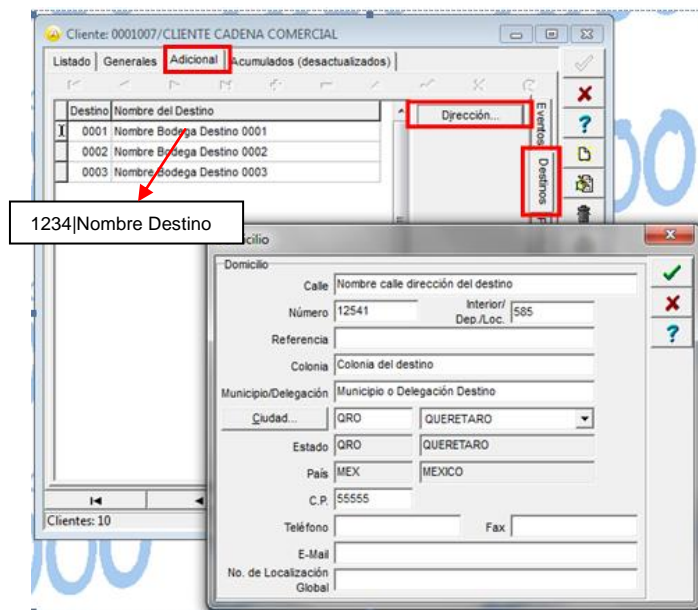 Cliente: 0001007/CLIENTE CADENA COMERCIAL
Listado Generales Adicional Acumulados (desactualizados)
Destino Nombre del Destino
0001 Nombre Bodega Destino 0001
0002 Nombre Bodega Destino 0002
0003 Nombre Bodega Destino 0003
Dirección...
Eventos
Destinos
1234|Nombre Destino
Clientes: 10
Domicilio
Calle Nombre calle dirección del destino
Número 12541 Interior/ Dep./Loc. 585
Referencia
Colonia Colonia del destino
Municipio/Delegación Municipio o Delegación Destino
Ciudad... QRO QUERETARO
Estado QRO QUERETARO
País MEX MEXICO
C.P. 55555
Teléfono Fax
E-Mail
No. de Localización
Global